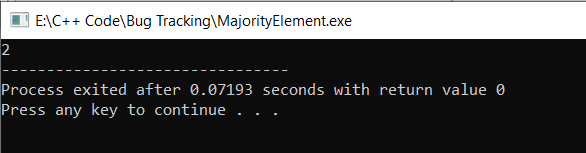 E:\C++ Code\Bug Tracking\MajorityElement.exe
2
--------------------------------
Process exited after 0.07193 seconds with return value 0
Press any key to continue . . .